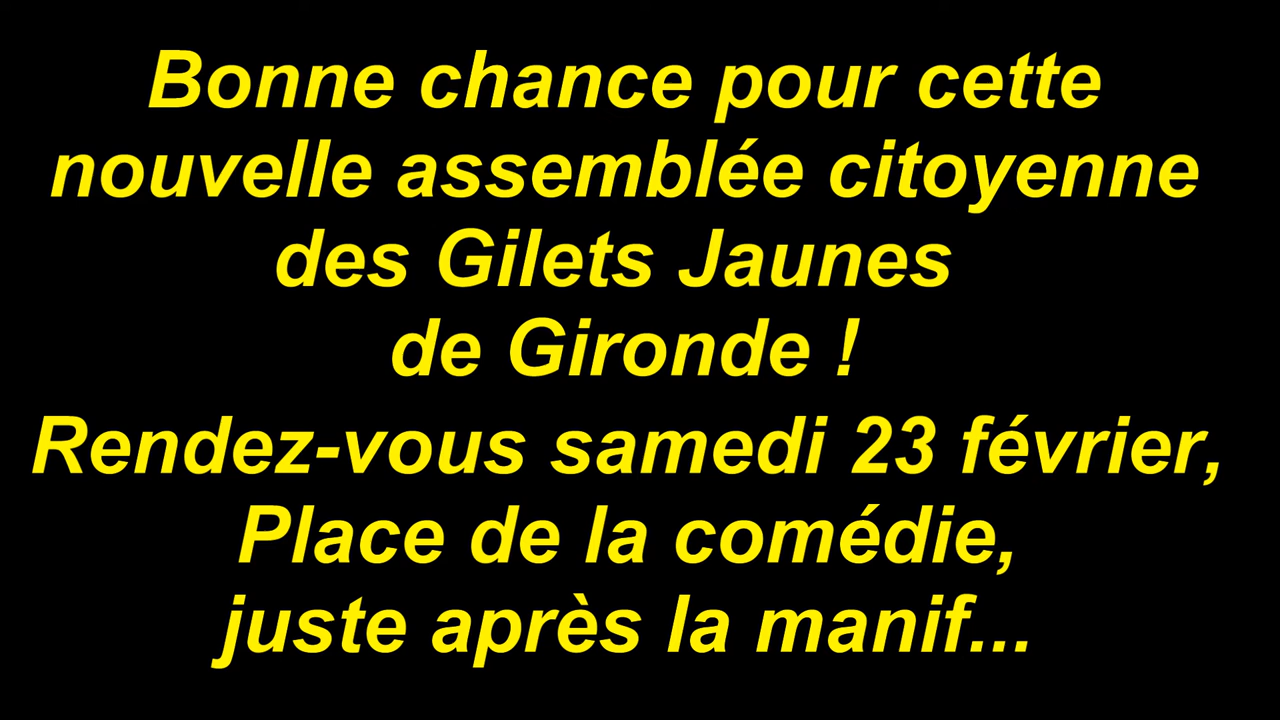 Bonne chance pour cette
nouvelle assemblée citoyenne
des Gilets Jaunes
de Gironde !
Rendez-vous samedi 23 février,
Place de la comédie,
juste après la manif...